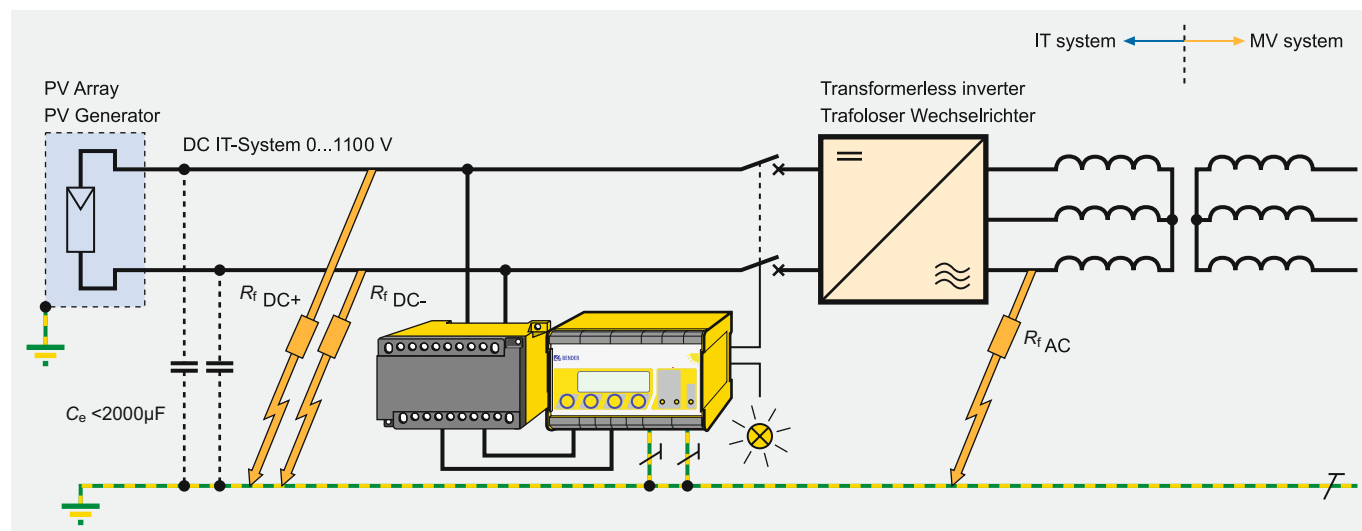 IT system
MV system
PV Array
PV Generator
Transformerless inverter
Trafoloser Wechselrichter
DC IT-System 0...1100 V
Rf DC+
Rf DC-
BENDER
Rf AC
Ce <2000µF